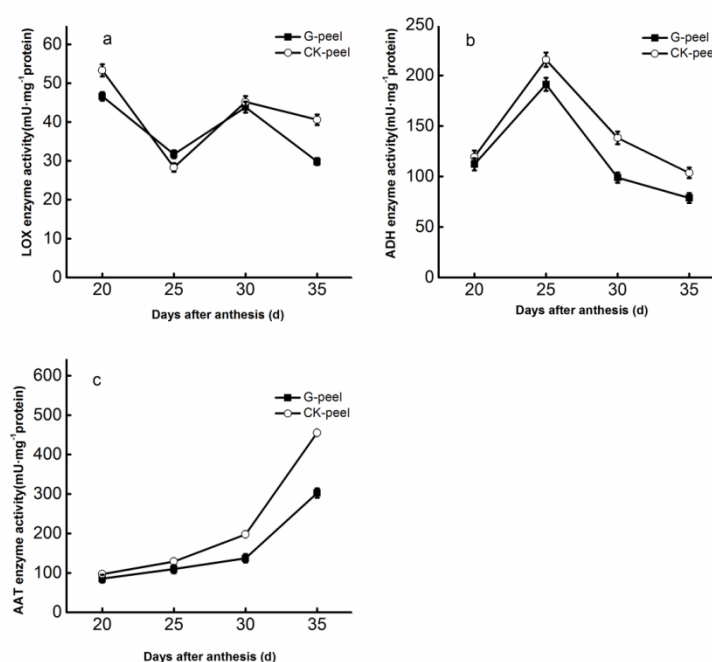 a
G-peel
CK-peel
LOX enzyme activity(mU·mg⁻¹protein)
60
50
40
30
20
10
0
20 25 30 35
Days after anthesis (d)
b
G-peel
CK-peel
ADH enzyme activity(mU·mg⁻¹protein)
250
200
150
100
50
0
20 25 30 35
Days after anthesis (d)
c
G-peel
CK-peel
AAT enzyme activity(mU·mg⁻¹protein)
600
500
400
300
200
100
0
20 25 30 35
Days after anthesis (d)